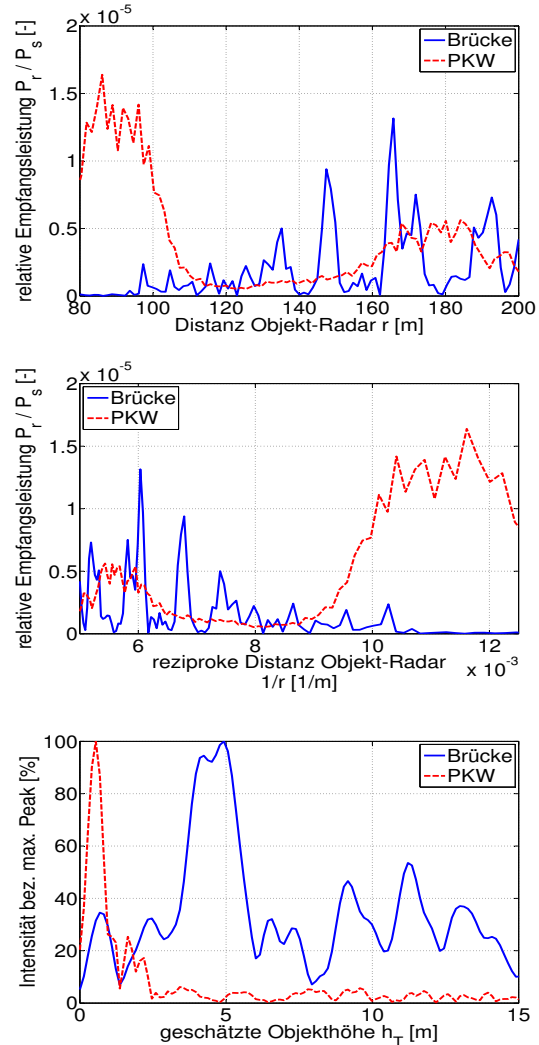 x 10⁻⁵
2
1.5
1
0.5
0
relative Empfangsleistung P_r / P_s [-]
Brücke
PKW
80 100 120 140 160 180 200
Distanz Objekt-Radar r [m]
x 10⁻⁵
2
1.5
1
0.5
0
relative Empfangsleistung P_r / P_s [-]
Brücke
PKW
6 8 10 12
x 10⁻³
reziproke Distanz Objekt-Radar
1/r [1/m]
100
80
60
40
20
0
Intensität bez. max. Peak [%]
Brücke
PKW
0 5 10 15
geschätzte Objekthöhe h_T [m]